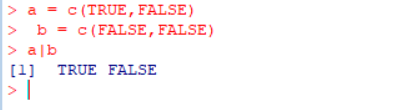 > a = c(TRUE,FALSE)
>  b = c(FALSE,FALSE)
> a|b
[1]  TRUE FALSE
>